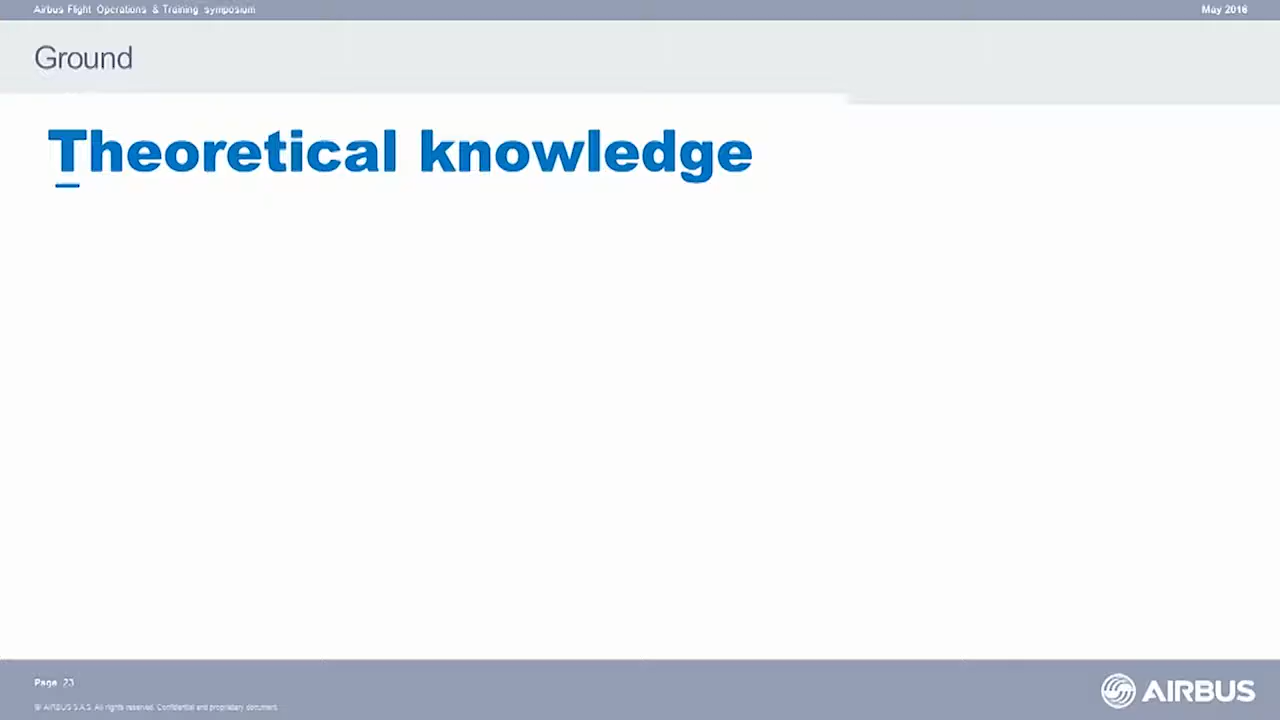 Airbus Flight Operations & Training symposium
May 2016
Ground
Theoretical knowledge
Page 23
© AIRBUS S.A.S. All rights reserved. Confidential and proprietary document.
AIRBUS